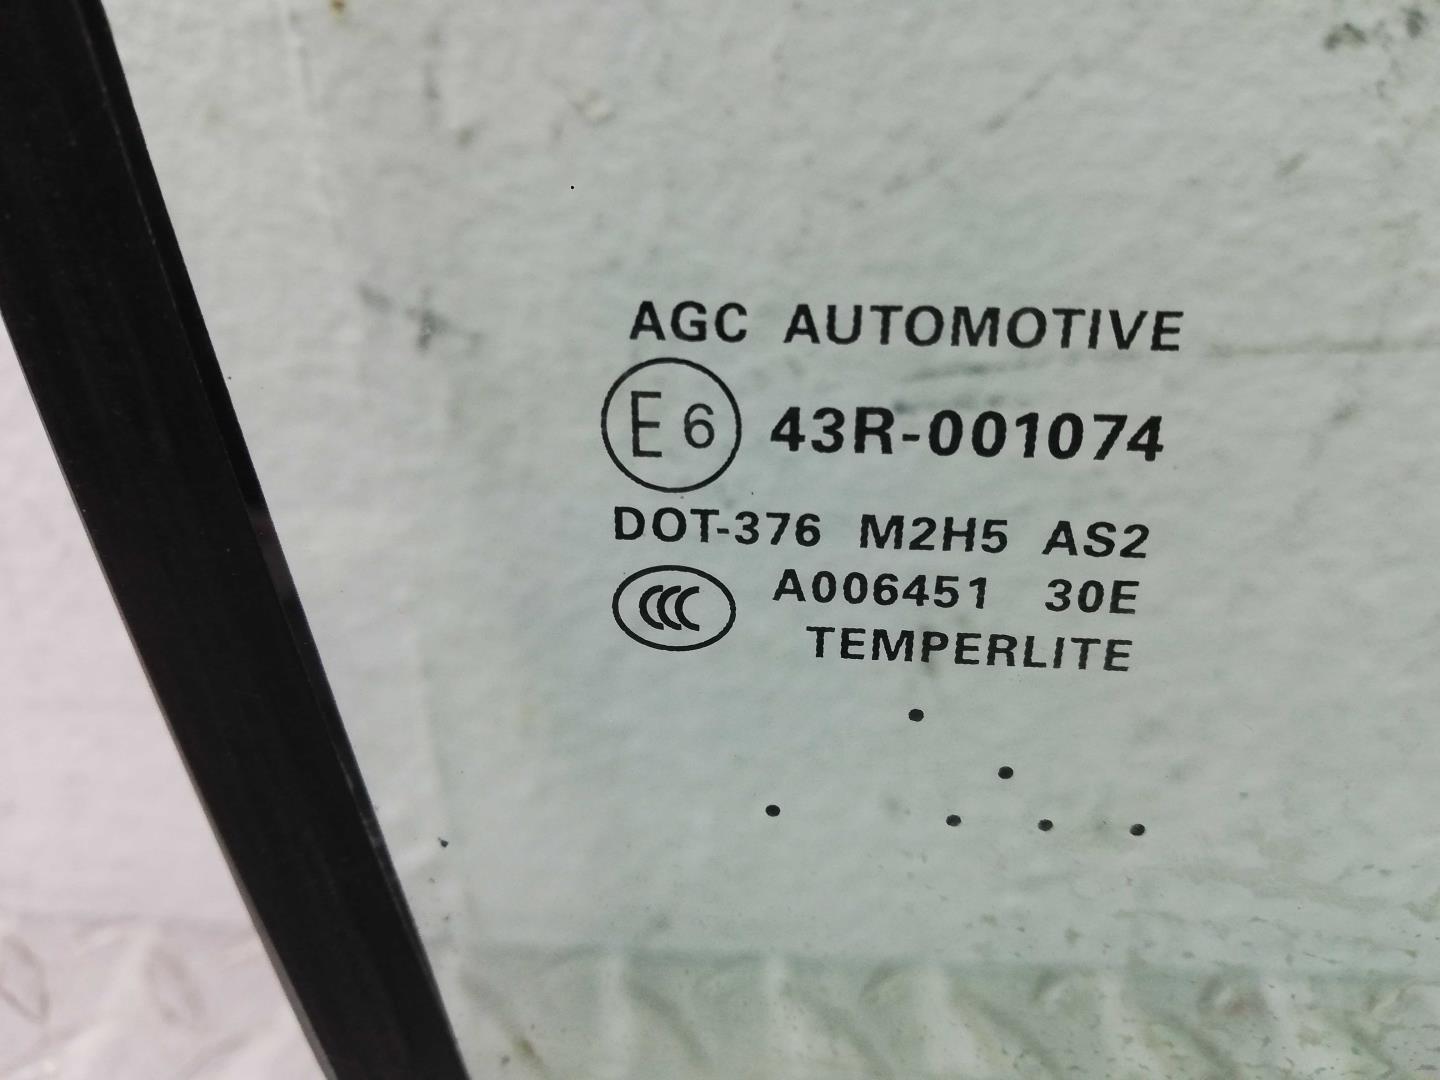 AGC AUTOMOTIVE
E6 43R-001074
DOT-376 M2H5 AS2
CCC A006451 30E
TEMPERLITE